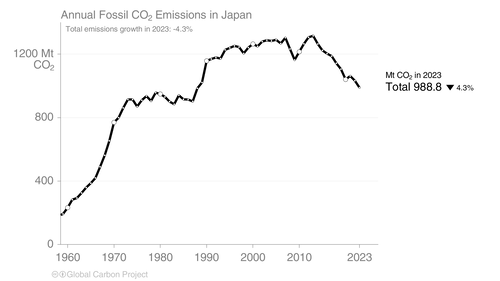 Annual Fossil CO₂ Emissions in Japan
Total emissions growth in 2023: -4.3%
1200 Mt
CO₂
800
400
0
1960 1970 1980 1990 2000 2010 2023
Mt CO₂ in 2023
Total 988.8 ▼ 4.3%
Global Carbon Project